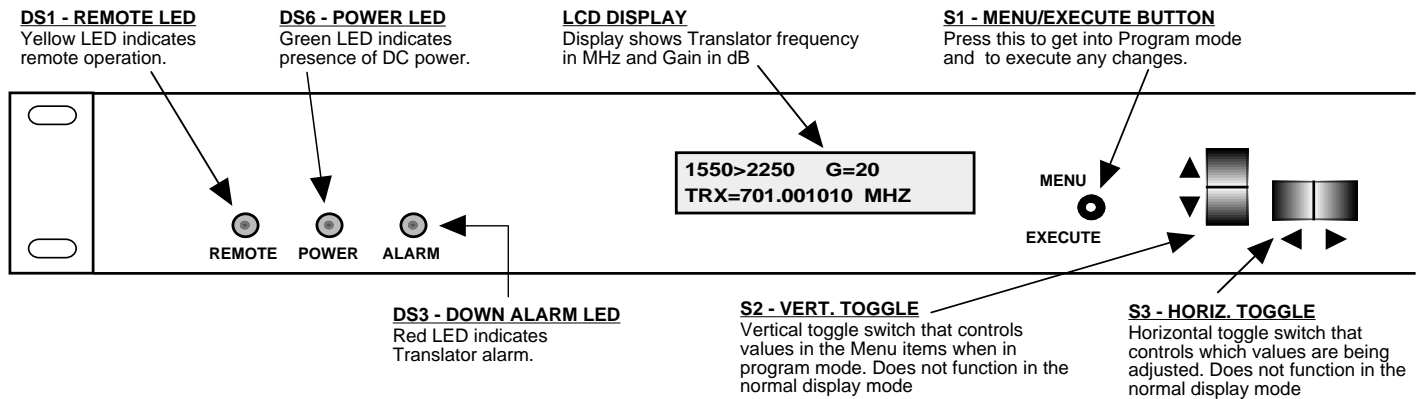 DS1 - REMOTE LED
Yellow LED indicates
remote operation.
DS6 - POWER LED
Green LED indicates
presence of DC power.
LCD DISPLAY
Display shows Translator frequency
in MHz and Gain in dB
S1 - MENU/EXECUTE BUTTON
Press this to get into Program mode
and to execute any changes.
1550>2250 G=20
TRX=701.001010 MHZ
MENU
EXECUTE
REMOTE
POWER
ALARM
DS3 - DOWN ALARM LED
Red LED indicates
Translator alarm.
S2 - VERT. TOGGLE
Vertical toggle switch that controls
values in the Menu items when in
program mode. Does not function in the
normal display mode
S3 - HORIZ. TOGGLE
Horizontal toggle switch that
controls which values are being
adjusted. Does not function in the
normal display mode